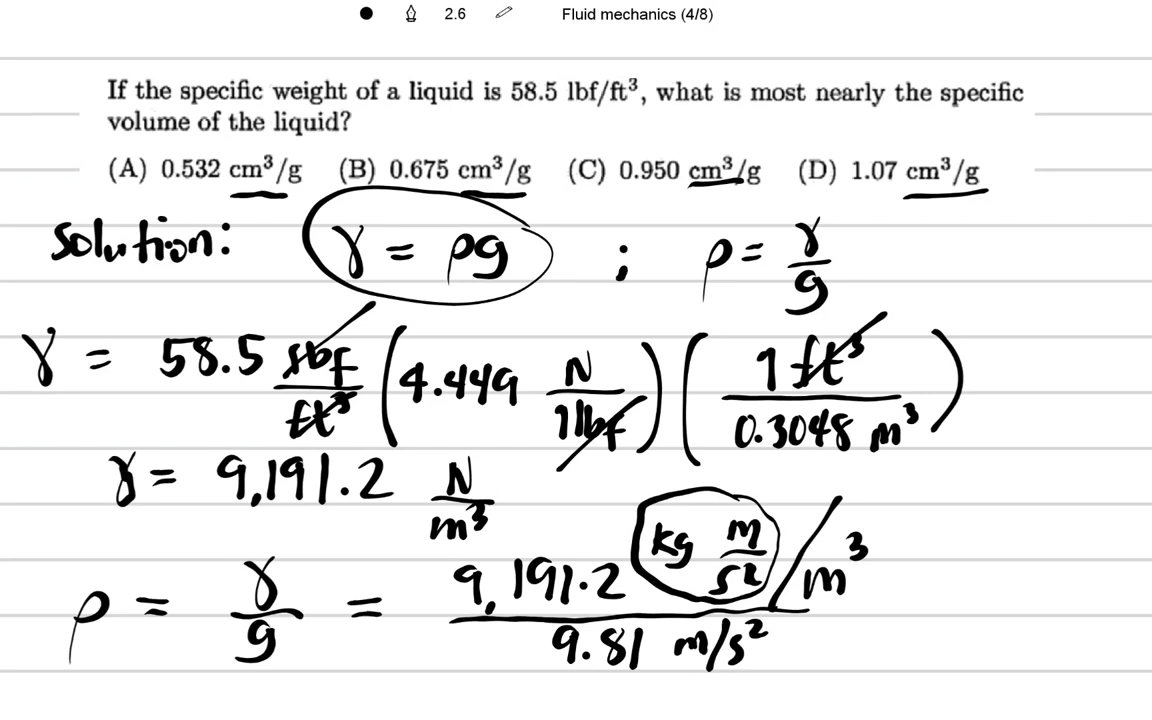 2.6 Fluid mechanics (4/8)
If the specific weight of a liquid is 58.5 lbf/ft³, what is most nearly the specific
volume of the liquid?
(A) 0.532 cm³/g (B) 0.675 cm³/g (C) 0.950 cm³/g (D) 1.07 cm³/g
Solution: γ = ρg ; ρ = γ/g
γ = 58.5 lbf/ft³ (4.449 N/1 lbf) (1 ft³/0.3048 m³)
γ = 9,191.2 N/m³
ρ = γ/g = 9,191.2 kg m/s² / m³ / 9.81 m/s²